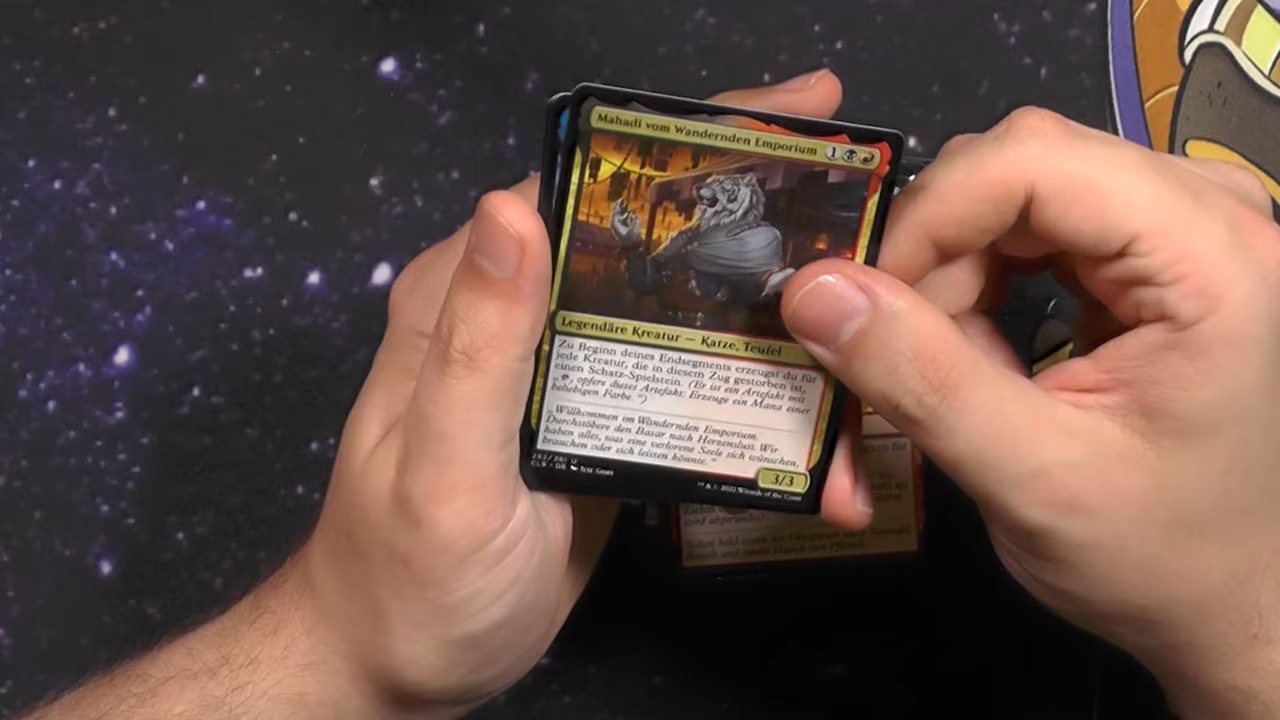 Mahadi vom Wandernden Emporium 1
Legendäre Kreatur — Katze, Teufel
Zu Beginn deines Endsegments erzeugst du für
jede Kreatur, die in diesem Zug gestorben ist,
einen Schatz-Spielstein. (Er ist ein Artefakt mit
„, opfere dieses Artefakt: Erzeuge ein Mana einer
beliebigen Farbe.“)
„Willkommen im Wandernden Emporium.
Durchstöbere den Basar nach Herzenslust. Wir
haben alles, was eine verlorene Seele sich wünschen,
brauchen oder sich leisten könnte.“
3/3
CLB • DE
™ & © 2022 Wizards of the Coast